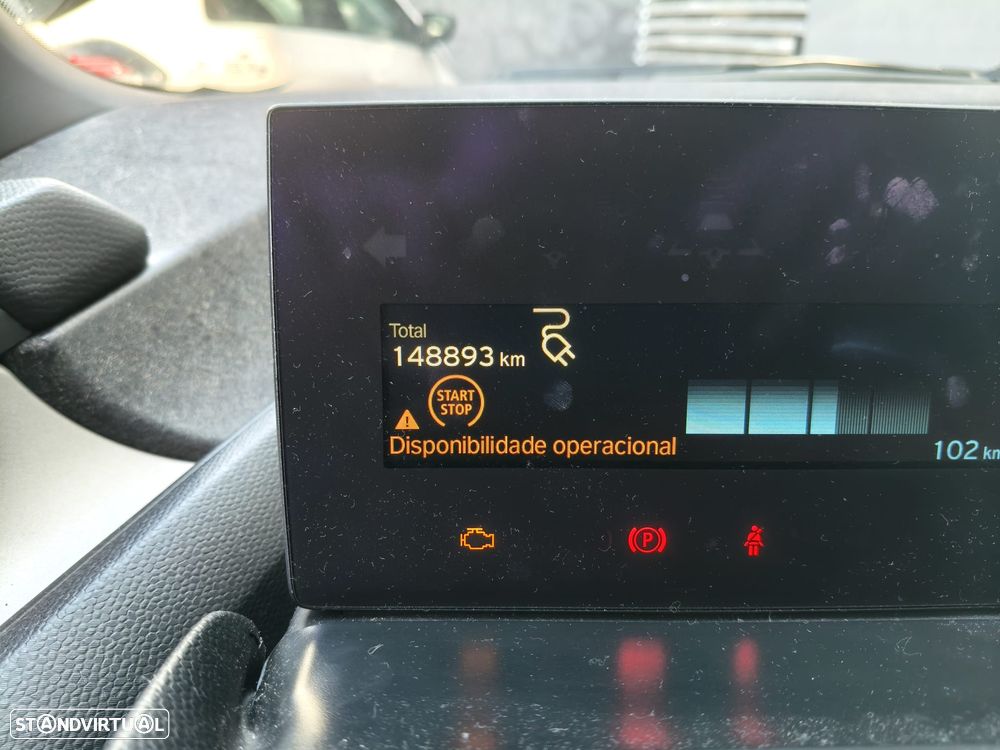 Total
148893 km
START
STOP
Disponibilidade operacional
102 km
P
STANDVIRTUAL